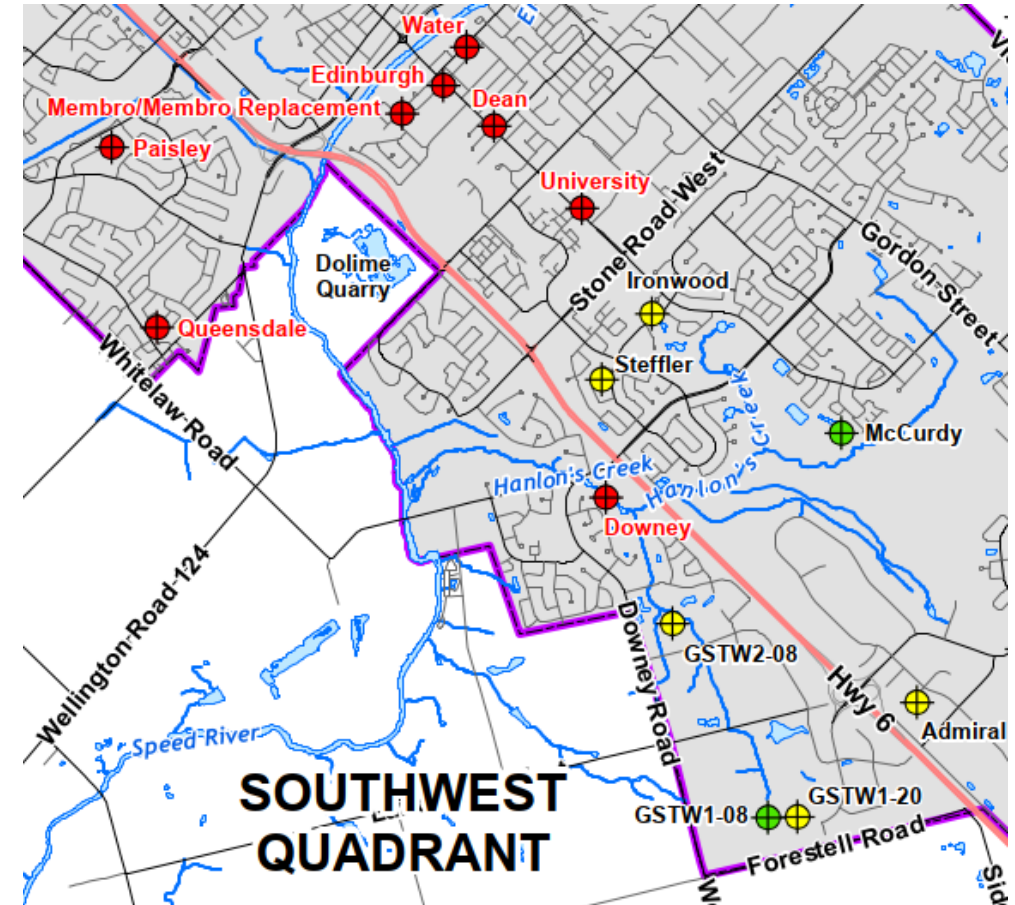 Water
Edinburgh
Membro/Membro Replacement
Dean
Paisley
University
Stone-Road-West
Gordon-Street
Dolime
Quarry
Ironwood
Queensdale
Steffler
Whitelaw-Road
Hanlon's Creek
McCurdy
Hanlon's Creek
Downey
Wellington-Road-124
Downey-Road
GSTW2-08
Hwy 6
Admiral
Speed River
SOUTHWEST
QUADRANT
GSTW1-08
GSTW1-20
Forestell Road